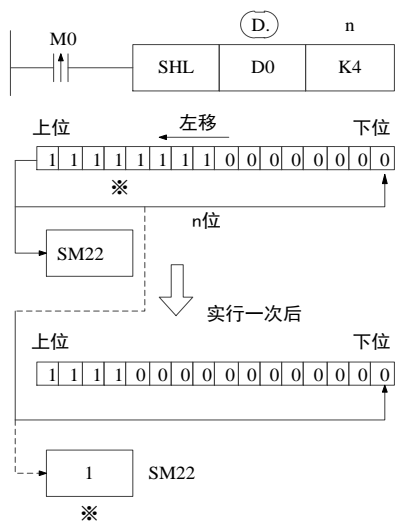 D. n
M0
SHL D0 K4
上位 左移 下位
1 1 1 1 1 1 1 1 0 0 0 0 0 0 0 0
※
n位
SM22
实行一次后
上位 下位
1 1 1 1 0 0 0 0 0 0 0 0 0 0 0 0
1 SM22
※